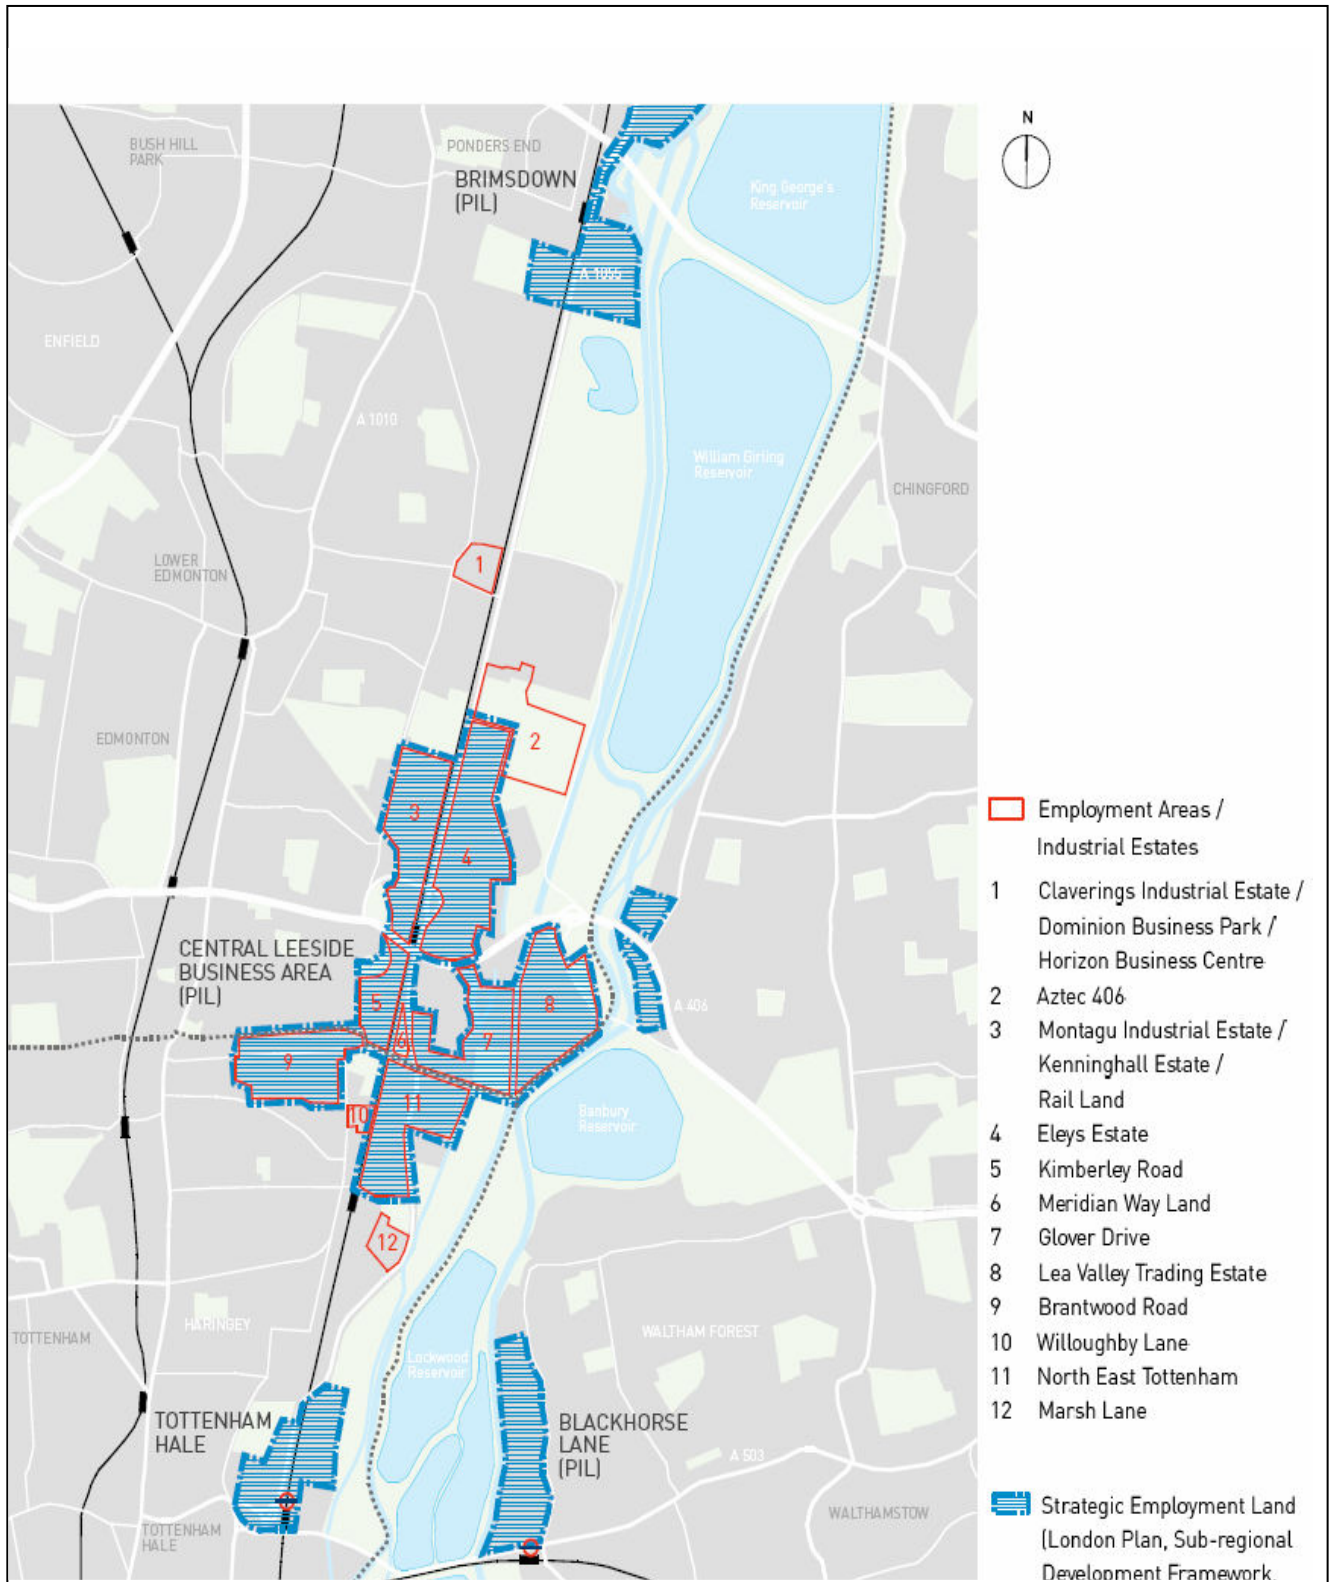 N
BUSH HILL
PARK
PONDERS END
BRIMSDOWN
(PIL)
King George's
Reservoir
A 1055
ENFIELD
A 1010
William Girling
Reservoir
CHINGFORD
LOWER
EDMONTON
1
EDMONTON
2
3
4
CENTRAL LEESIDE
BUSINESS AREA
(PIL)
5
6
7
8
A 406
9
10
11
Banbury
Reservoir
12
HARINGEY
TOTTENHAM
WALTHAM FOREST
Lockwood
Reservoir
TOTTENHAM
HALE
BLACKHORSE
LANE
(PIL)
A 503
WALTHAMSTOW
TOTTENHAM
HALE
Employment Areas /
Industrial Estates
1 Claverings Industrial Estate /
Dominion Business Park /
Horizon Business Centre
2 Aztec 406
3 Montagu Industrial Estate /
Kenninghall Estate /
Rail Land
4 Eleys Estate
5 Kimberley Road
6 Meridian Way Land
7 Glover Drive
8 Lea Valley Trading Estate
9 Brantwood Road
10 Willoughby Lane
11 North East Tottenham
12 Marsh Lane
Strategic Employment Land
(London Plan, Sub-regional
Development Framework,